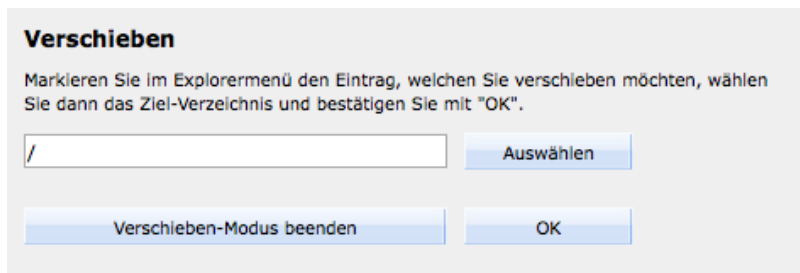 Verschieben
Markieren Sie im Explorermenü den Eintrag, welchen Sie verschieben möchten, wählen
Sie dann das Ziel-Verzeichnis und bestätigen Sie mit "OK".
/
Auswählen
Verschieben-Modus beenden
OK